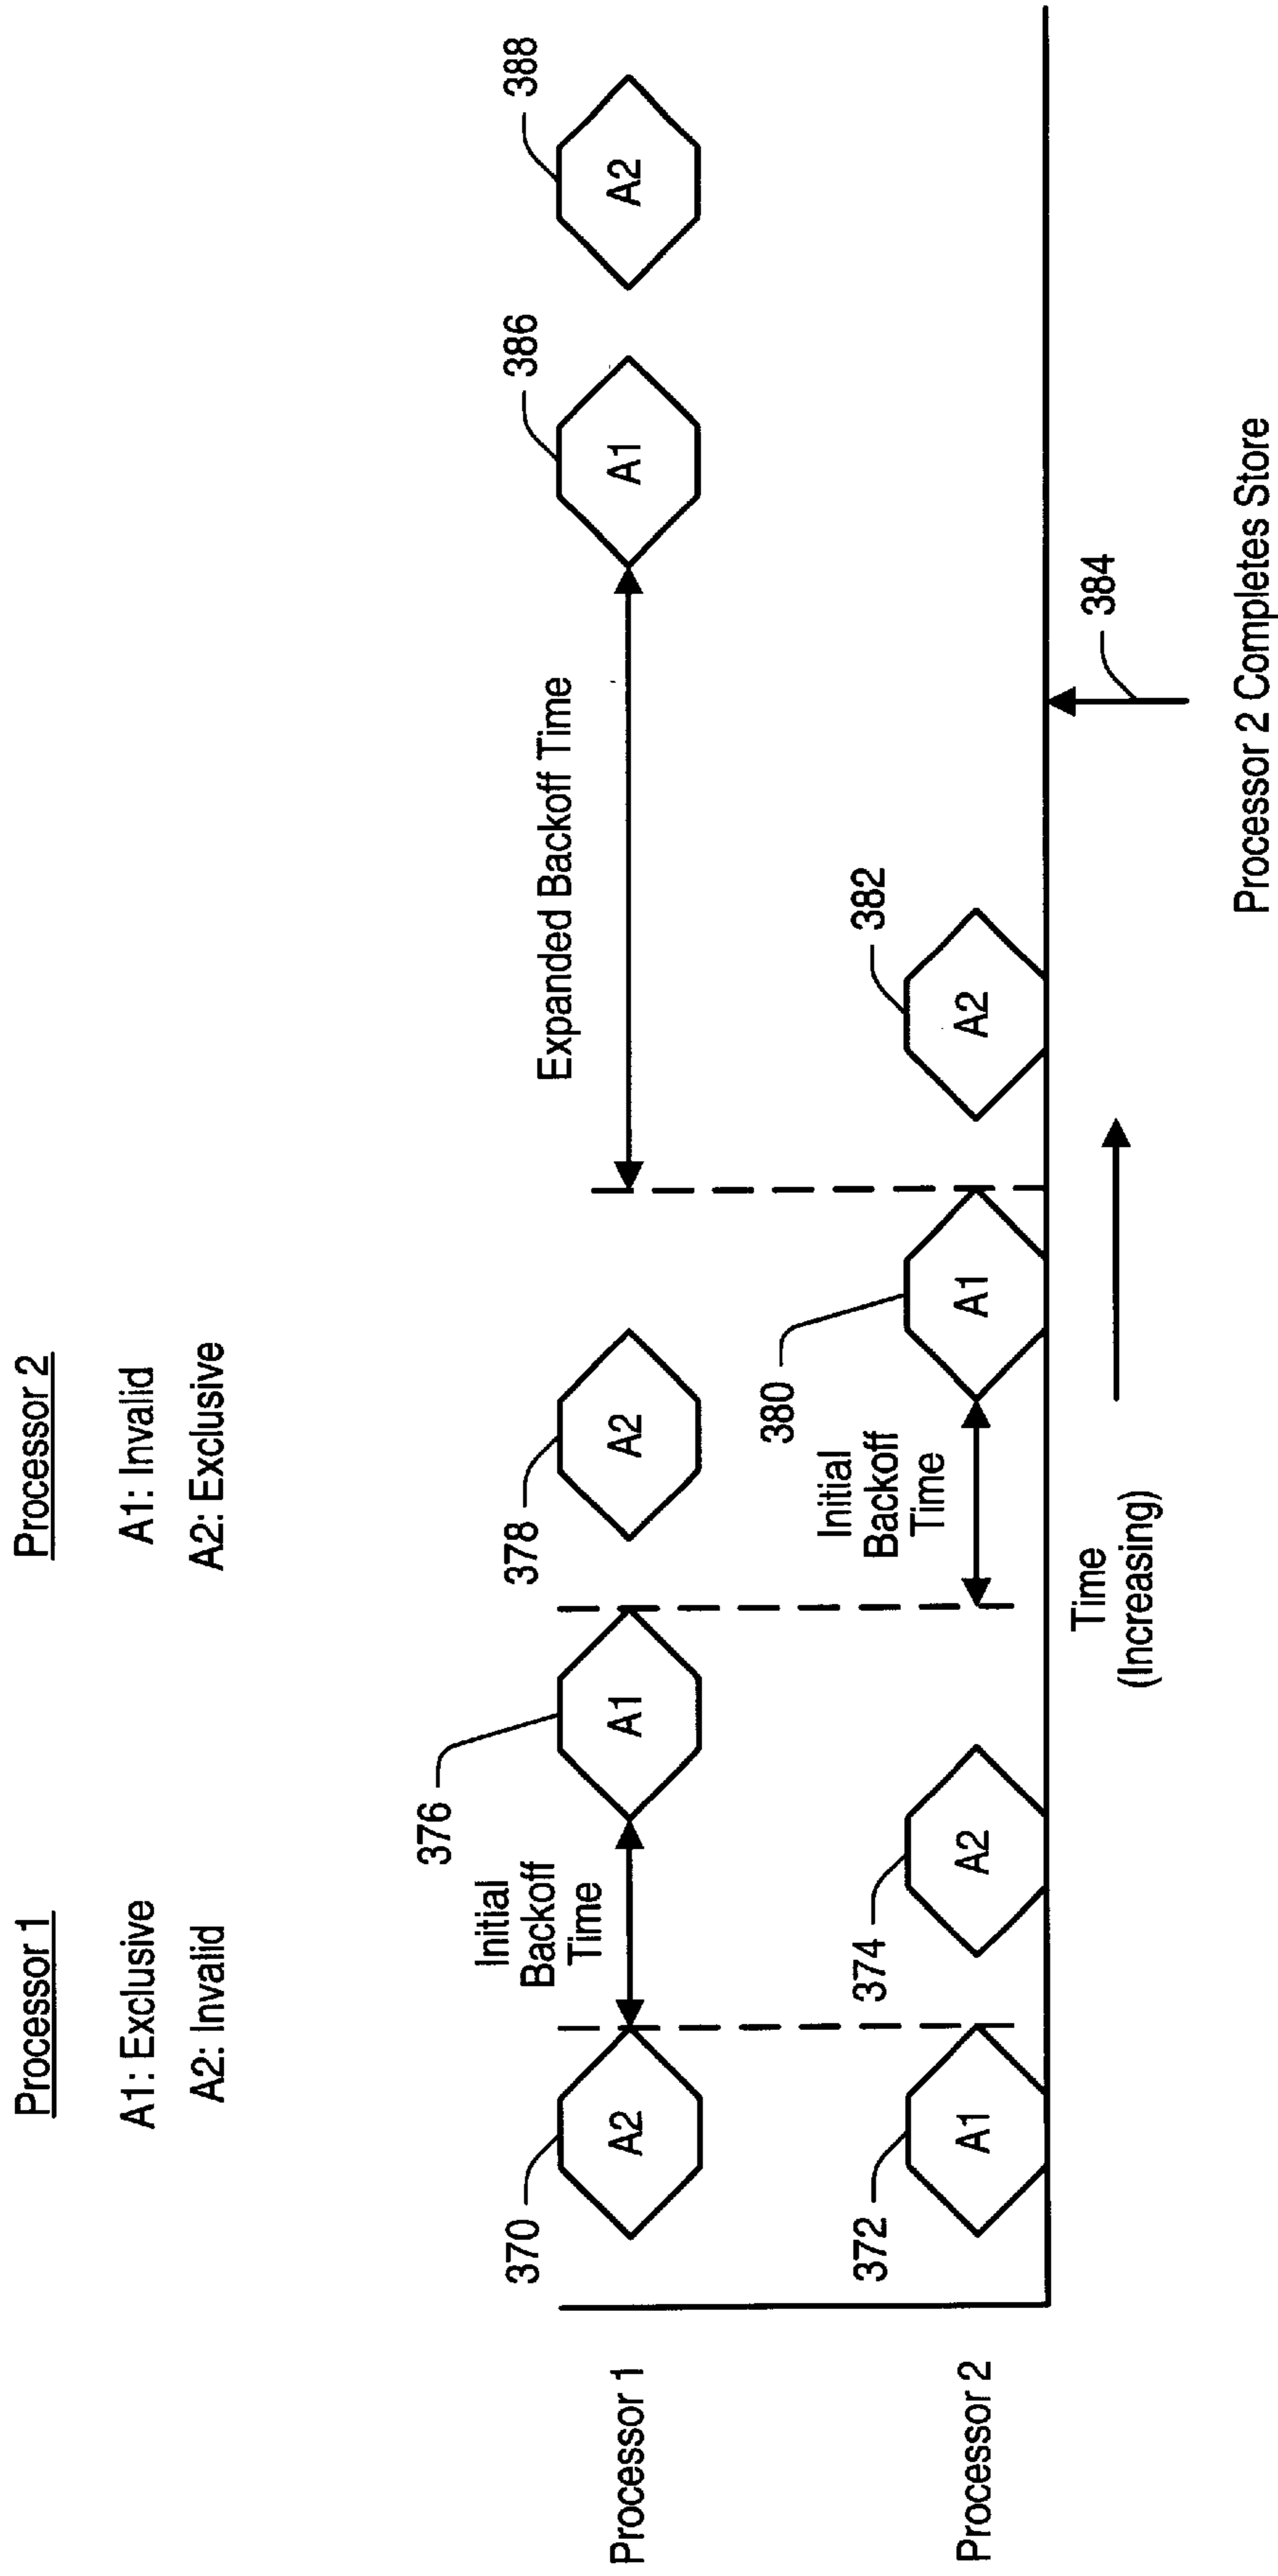 Processor 1
A1: Exclusive
A2: Invalid
Processor 2
A1: Invalid
A2: Exclusive
Processor 1
370
A2
Initial
Backoff
Time
376
A1
378
A2
Expanded Backoff Time
386
A1
388
A2
Processor 2
372
A1
374
A2
Initial
Backoff
Time
380
A1
382
A2
Time
(Increasing)
384
Processor 2 Completes Store